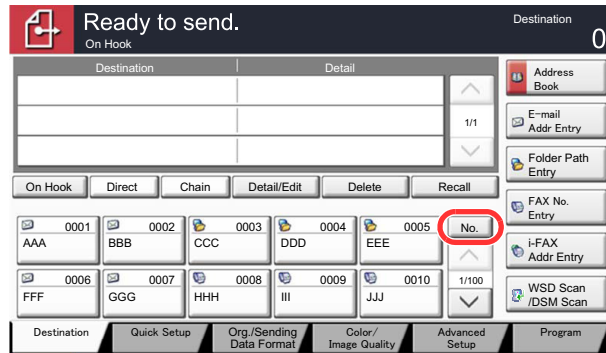 Ready to send.
On Hook
Destination
0
Destination
Detail
1/1
Address
Book
E-mail
Addr Entry
Folder Path
Entry
FAX No.
Entry
i-FAX
Addr Entry
WSD Scan
/DSM Scan
On Hook
Direct
Chain
Detail/Edit
Delete
Recall
0001
AAA
0002
BBB
0003
CCC
0004
DDD
0005
EEE
No.
0006
FFF
0007
GGG
0008
HHH
0009
III
0010
JJJ
1/100
Destination
Quick Setup
Org./Sending
Data Format
Color/
Image Quality
Advanced
Setup
Program